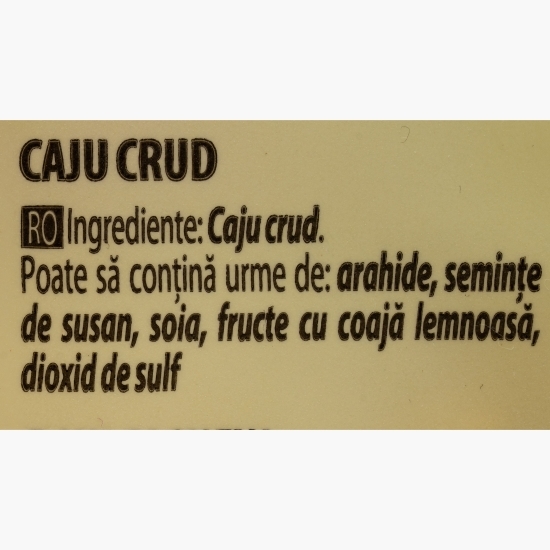 CAJU CRUD
RO Ingrediente: Caju crud.
Poate să conțină urme de: arahide, semințe
de susan, soia, fructe cu coajă lemnoasă,
dioxid de sulf